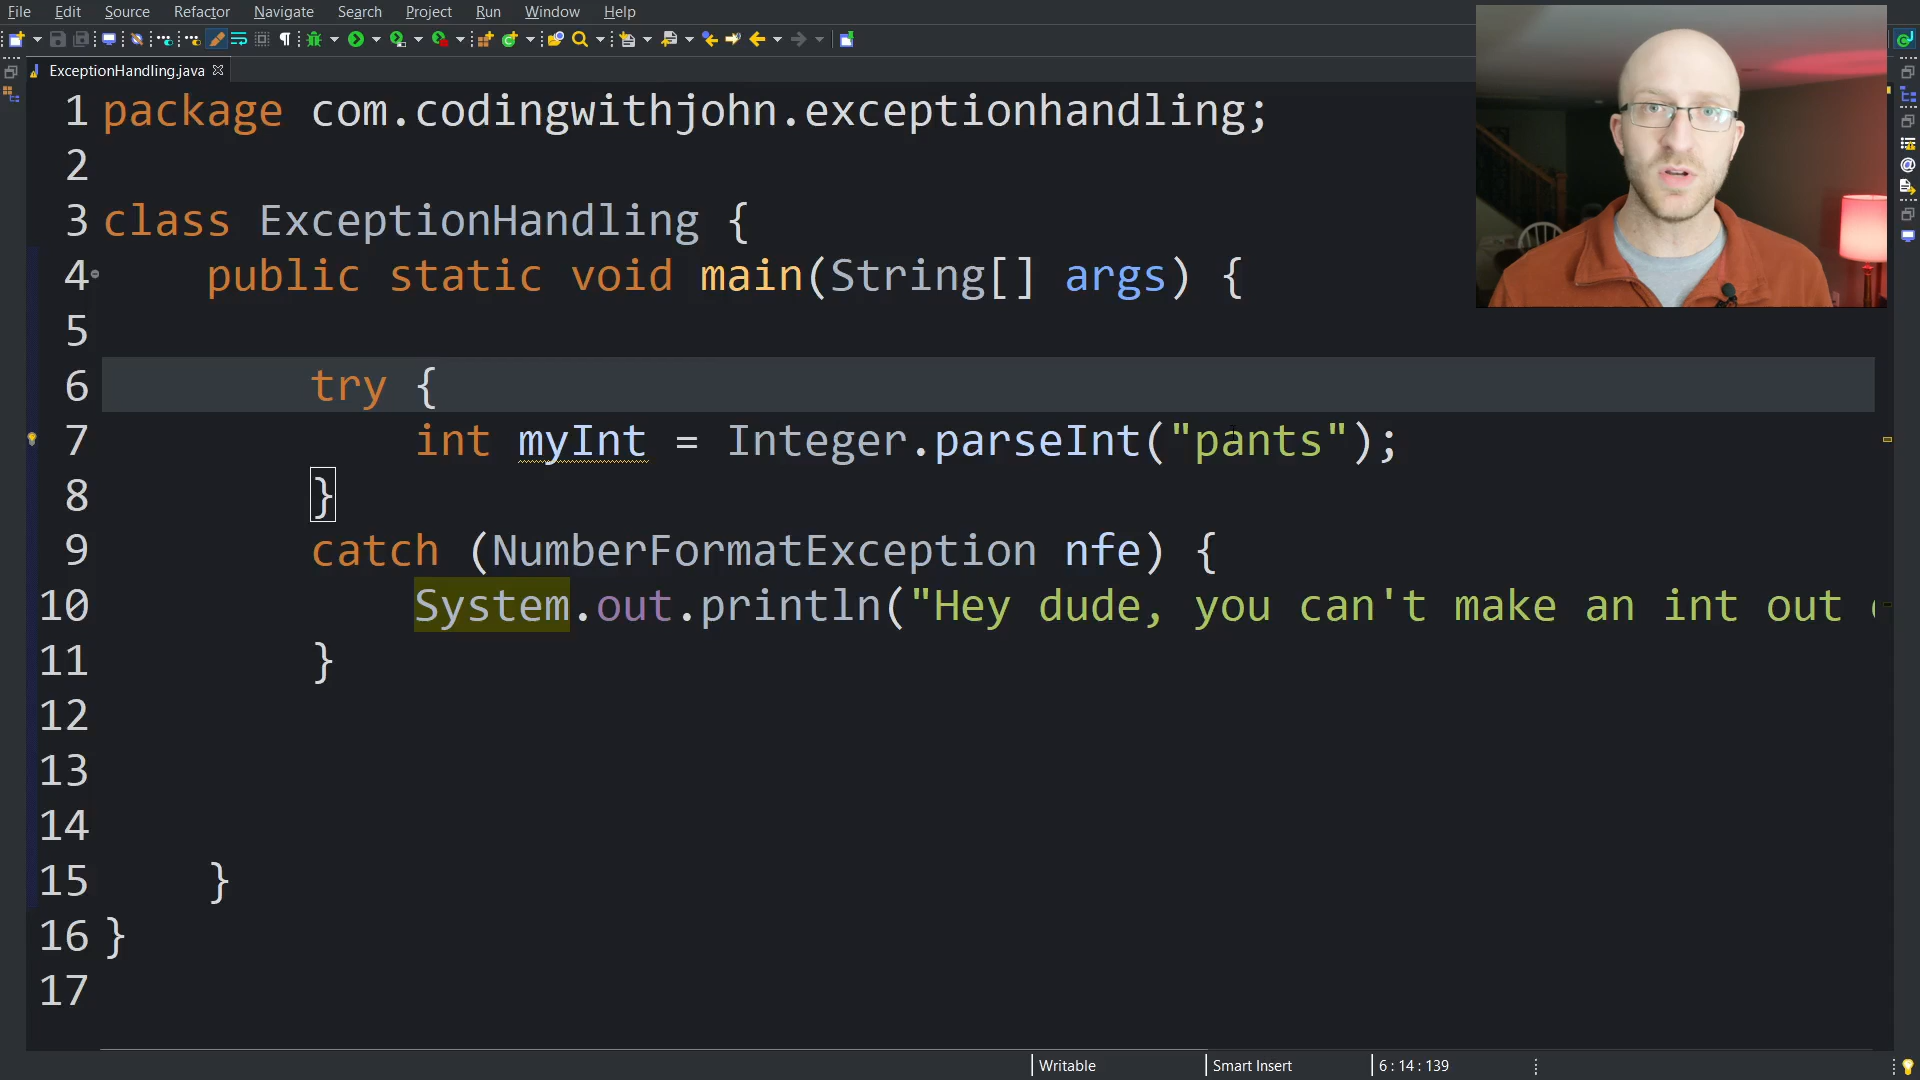 File Edit Source Refactor Navigate Search Project Run Window Help
ExceptionHandling.java
1 package com.codingwithjohn.exceptionhandling;
2
3 class ExceptionHandling {
4 public static void main(String[] args) {
5
6 try {
7 int myInt = Integer.parseInt("pants");
8 }
9 catch (NumberFormatException nfe) {
10 System.out.println("Hey dude, you can't make an int out
11 }
12
13
14
15 }
16 }
17
Writable Smart Insert 6 : 14 : 139